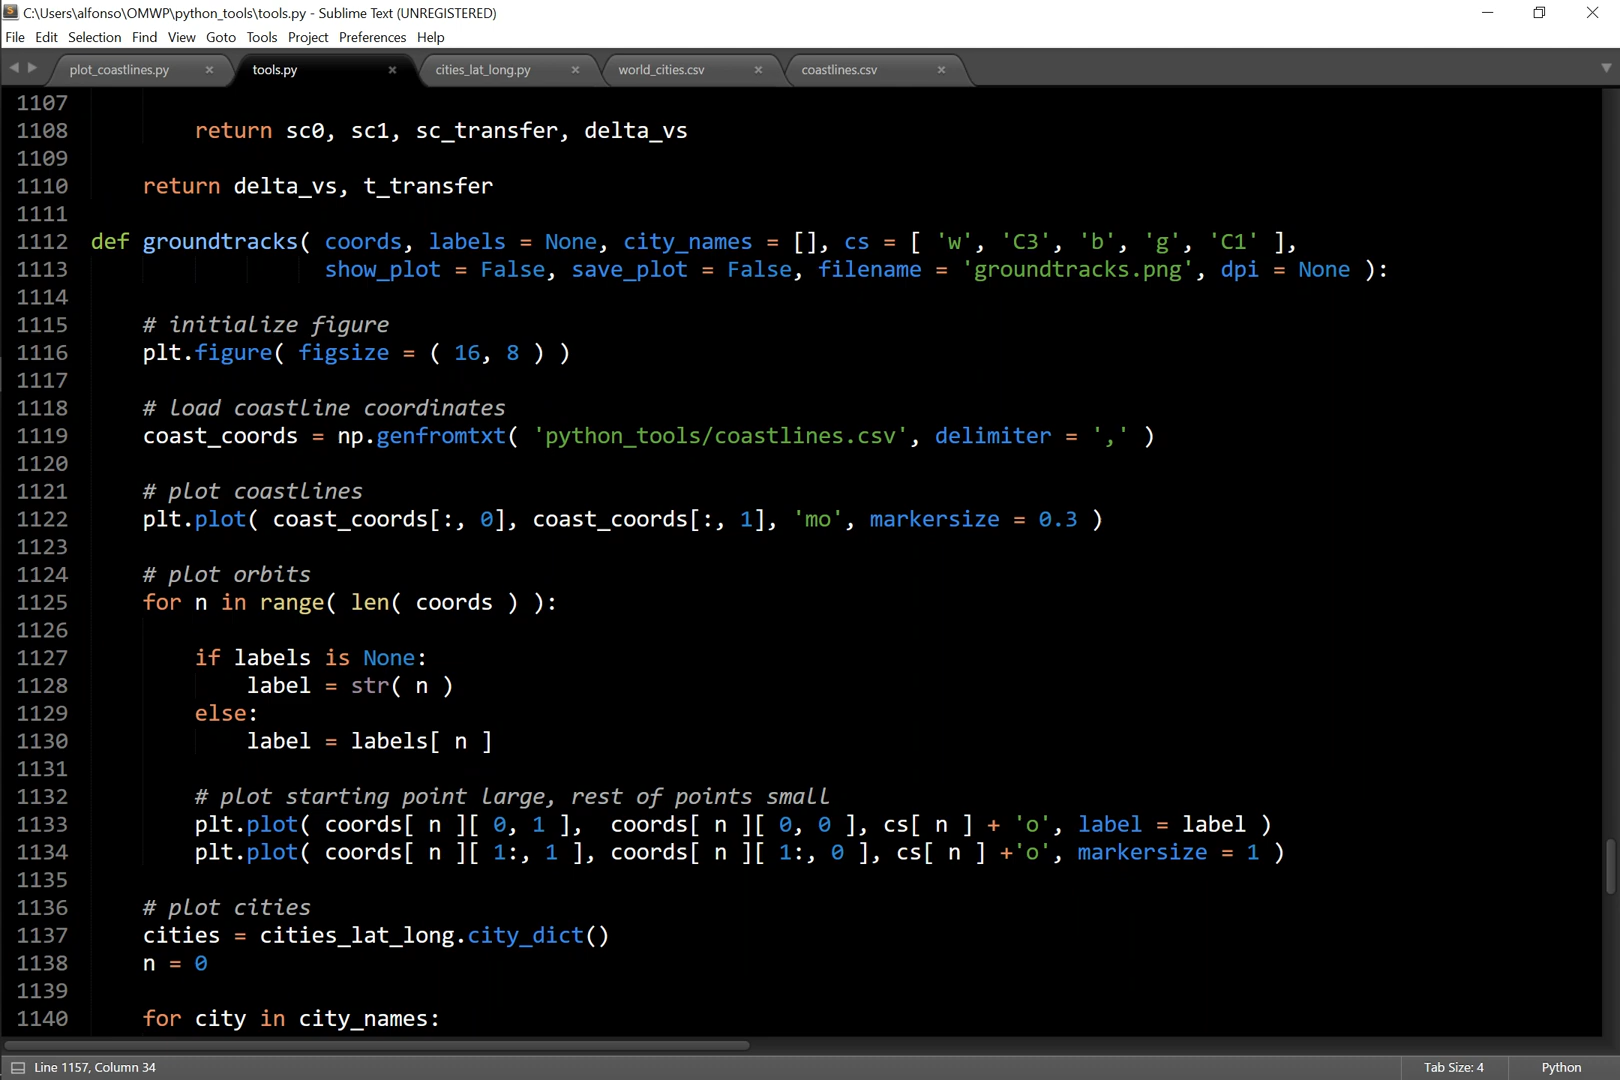 C:\Users\alfonso\OMWP\python_tools\tools.py - Sublime Text (UNREGISTERED)
File Edit Selection Find View Goto Tools Project Preferences Help
plot_coastlines.py tools.py cities_lat_long.py world_cities.csv coastlines.csv
1107
1108 return sc0, sc1, sc_transfer, delta_vs
1109
1110 return delta_vs, t_transfer
1111
1112 def groundtracks( coords, labels = None, city_names = [], cs = [ 'w', 'C3', 'b', 'g', 'C1' ],
1113 show_plot = False, save_plot = False, filename = 'groundtracks.png', dpi = None ):
1114
1115 # initialize figure
1116 plt.figure( figsize = ( 16, 8 ) )
1117
1118 # load coastline coordinates
1119 coast_coords = np.genfromtxt( 'python_tools/coastlines.csv', delimiter = ',' )
1120
1121 # plot coastlines
1122 plt.plot( coast_coords[:, 0], coast_coords[:, 1], 'mo', markersize = 0.3 )
1123
1124 # plot orbits
1125 for n in range( len( coords ) ):
1126
1127 if labels is None:
1128 label = str( n )
1129 else:
1130 label = labels[ n ]
1131
1132 # plot starting point large, rest of points small
1133 plt.plot( coords[ n ][ 0, 1 ],  coords[ n ][ 0, 0 ], cs[ n ] + 'o', label = label )
1134 plt.plot( coords[ n ][ 1:, 1 ], coords[ n ][ 1:, 0 ], cs[ n ] +'o', markersize = 1 )
1135
1136 # plot cities
1137 cities = cities_lat_long.city_dict()
1138 n = 0
1139
1140 for city in city_names:
Line 1157, Column 34 Tab Size: 4 Python